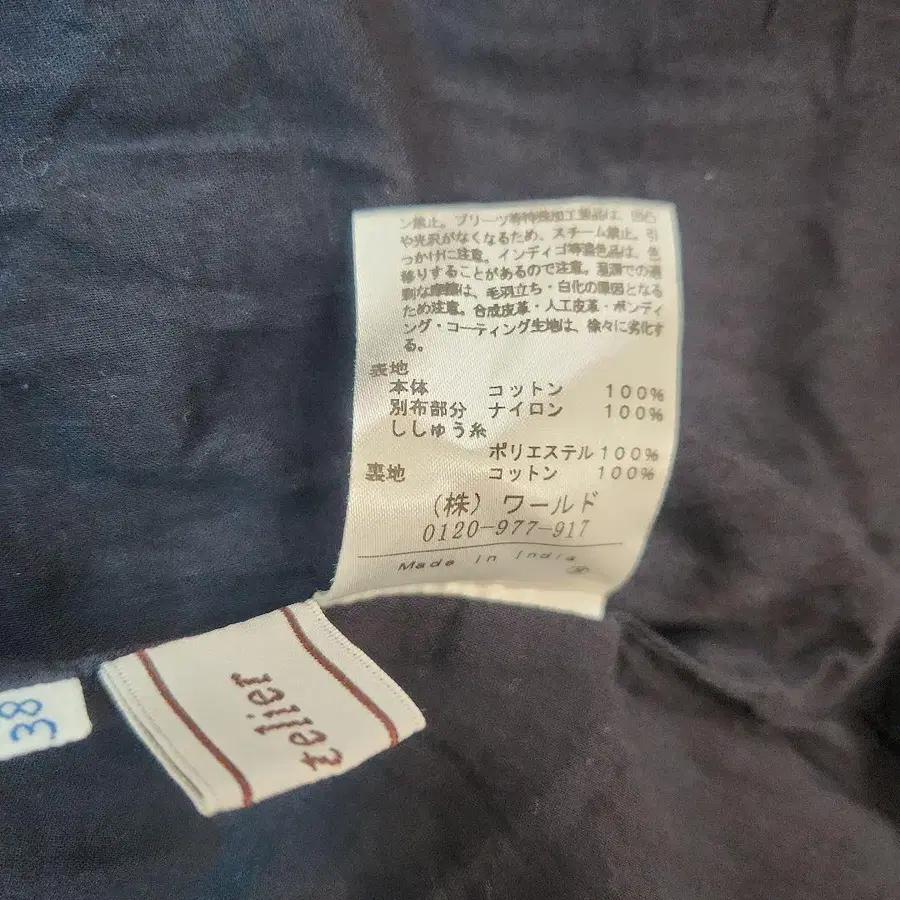 ン禁止。プリーツ等特殊加工製品は、凹凸
や光沢がなくなるため、スチーム禁止。引
っかけに注意。インディゴ等濃色品は、色
移りすることがあるので注意。湿潤での過
剰な摩擦は、毛羽立ち・白化の原因となる
ため注意。合成皮革・人工皮革・ボンディ
ング・コーティング生地は、徐々に劣化す
る。
表地
本体 コットン 100%
別布部分 ナイロン 100%
ししゅう糸
ポリエステル100%
裏地 コットン 100%
(株) ワールド
0120-977-917
Made in India
telier
38